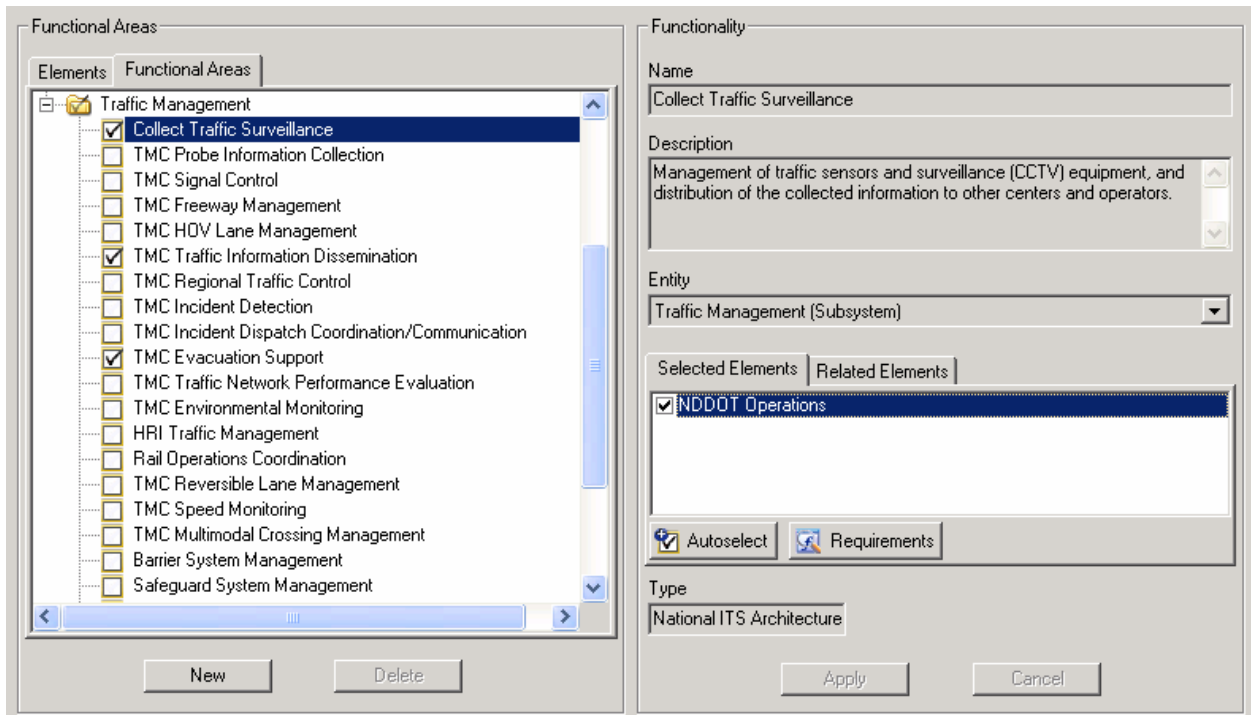 Functional Areas
Elements
Functional Areas
Traffic Management
Collect Traffic Surveillance
TMC Probe Information Collection
TMC Signal Control
TMC Freeway Management
TMC HOV Lane Management
TMC Traffic Information Dissemination
TMC Regional Traffic Control
TMC Incident Detection
TMC Incident Dispatch Coordination/Communication
TMC Evacuation Support
TMC Traffic Network Performance Evaluation
TMC Environmental Monitoring
HRI Traffic Management
Rail Operations Coordination
TMC Reversible Lane Management
TMC Speed Monitoring
TMC Multimodal Crossing Management
Barrier System Management
Safeguard System Management
New
Delete
Functionality
Name
Collect Traffic Surveillance
Description
Management of traffic sensors and surveillance (CCTV) equipment, and
distribution of the collected information to other centers and operators.
Entity
Traffic Management (Subsystem)
Selected Elements
Related Elements
NDDOT Operations
Autoselect
Requirements
Type
National ITS Architecture
Apply
Cancel